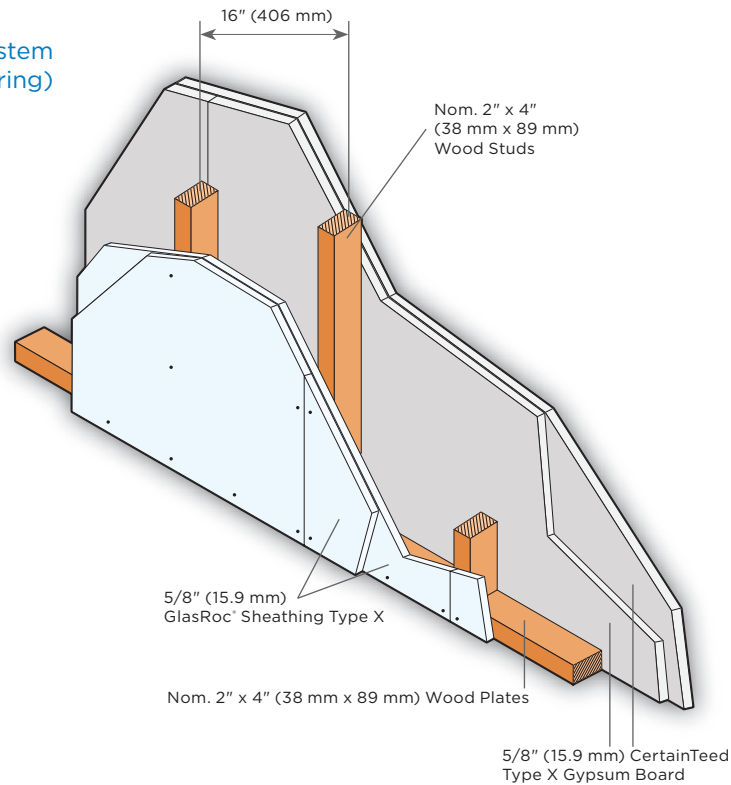 16" (406 mm)
stem
ring)
Nom. 2" x 4"
(38 mm x 89 mm)
Wood Studs
5/8" (15.9 mm)
GlasRoc® Sheathing Type X
Nom. 2" x 4" (38 mm x 89 mm) Wood Plates
5/8" (15.9 mm) CertainTeed
Type X Gypsum Board